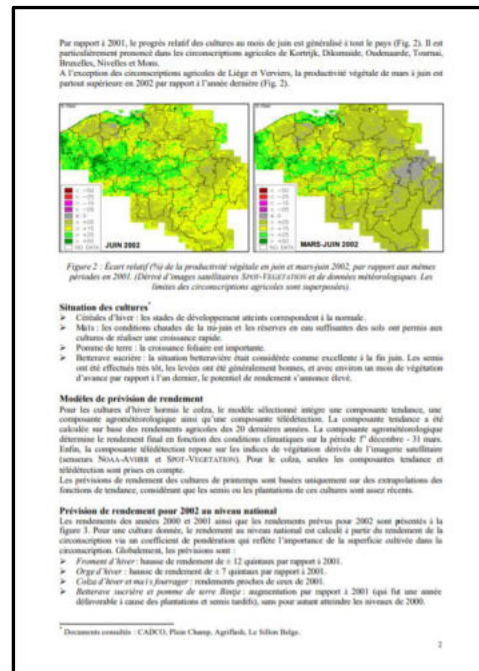 Par rapport à 2001, le progrès relatif des cultures au mois de juin est généralisé à tout le pays (Fig. 2). Il est
particulièrement prononcé dans les circonscriptions agricoles de Kortrijk, Diksmuide, Oudenaarde, Tournai,
Bruxelles, Nivelles et Mons.
A l'exception des circonscriptions agricoles de Liège et Verviers, la productivité végétale de mars à juin est
partout supérieure en 2002 par rapport à l'année dernière (Fig. 2).
JUIN 2002
MARS-JUIN 2002
NO DATA
NO DATA
Figure 2 : Écart relatif (%) de la productivité végétale en juin et mars-juin 2002, par rapport aux mêmes
périodes en 2001. (Dérivé d'images satellitaires SPOT-VEGETATION et de données météorologiques. Les
limites des circonscriptions agricoles sont superposées).
Situation des cultures*
➤ Céréales d'hiver : les stades de développement atteints correspondent à la normale.
➤ Maïs : les conditions chaudes de la mi-juin et les réserves en eau suffisantes des sols ont permis aux
cultures de réaliser une croissance rapide.
➤ Pomme de terre : la croissance foliaire est importante.
➤ Betterave sucrière : la situation betteravière était considérée comme excellente à la fin juin. Les semis
ont été effectués très tôt, les levées ont été généralement bonnes, et avec environ un mois de végétation
d'avance par rapport à l'an dernier, le potentiel de rendement s'annonce élevé.
Modèles de prévision de rendement
Pour les cultures d'hiver hormis le colza, le modèle sélectionné intègre une composante tendance, une
composante agrométéorologique ainsi qu'une composante télédétection. La composante tendance a été
calculée sur base des rendements agricoles des 20 dernières années. La composante agrométéorologique
détermine le rendement final en fonction des conditions climatiques sur la période 1er décembre - 31 mars.
Enfin, la composante télédétection repose sur les indices de végétation dérivés de l'imagerie satellitaire
(senseurs NOAA-AVHRR et SPOT-VEGETATION). Pour le colza, seules les composantes tendance et
télédétection sont prises en compte.
Les prévisions de rendement des cultures de printemps sont basées uniquement sur des extrapolations des
fonctions de tendance, considérant que les semis ou les plantations de ces cultures sont assez récents.
Prévision de rendement pour 2002 au niveau national
Les rendements des années 2000 et 2001 ainsi que les rendements prévus pour 2002 sont présentés à la
figure 3. Pour une culture donnée, le rendement au niveau national est calculé à partir du rendement de la
circonscription via un coefficient de pondération qui reflète l'importance de la superficie cultivée dans la
circonscription. Globalement, les prévisions sont :
➤ Froment d'hiver : hausse de rendement de ± 12 quintaux par rapport à 2001.
➤ Orge d'hiver : hausse de rendement de ± 7 quintaux par rapport à 2001.
➤ Colza d'hiver et maïs fourrager : rendements proches de ceux de 2001.
➤ Betterave sucrière et pomme de terre Bintje : augmentation par rapport à 2001 (qui fut une année
défavorable à cause des plantations et semis tardifs), sans pour autant atteindre les niveaux de 2000.
* Documents consultés : CADCO, Plein Champ, Agriflash, Le Sillon Belge.
2